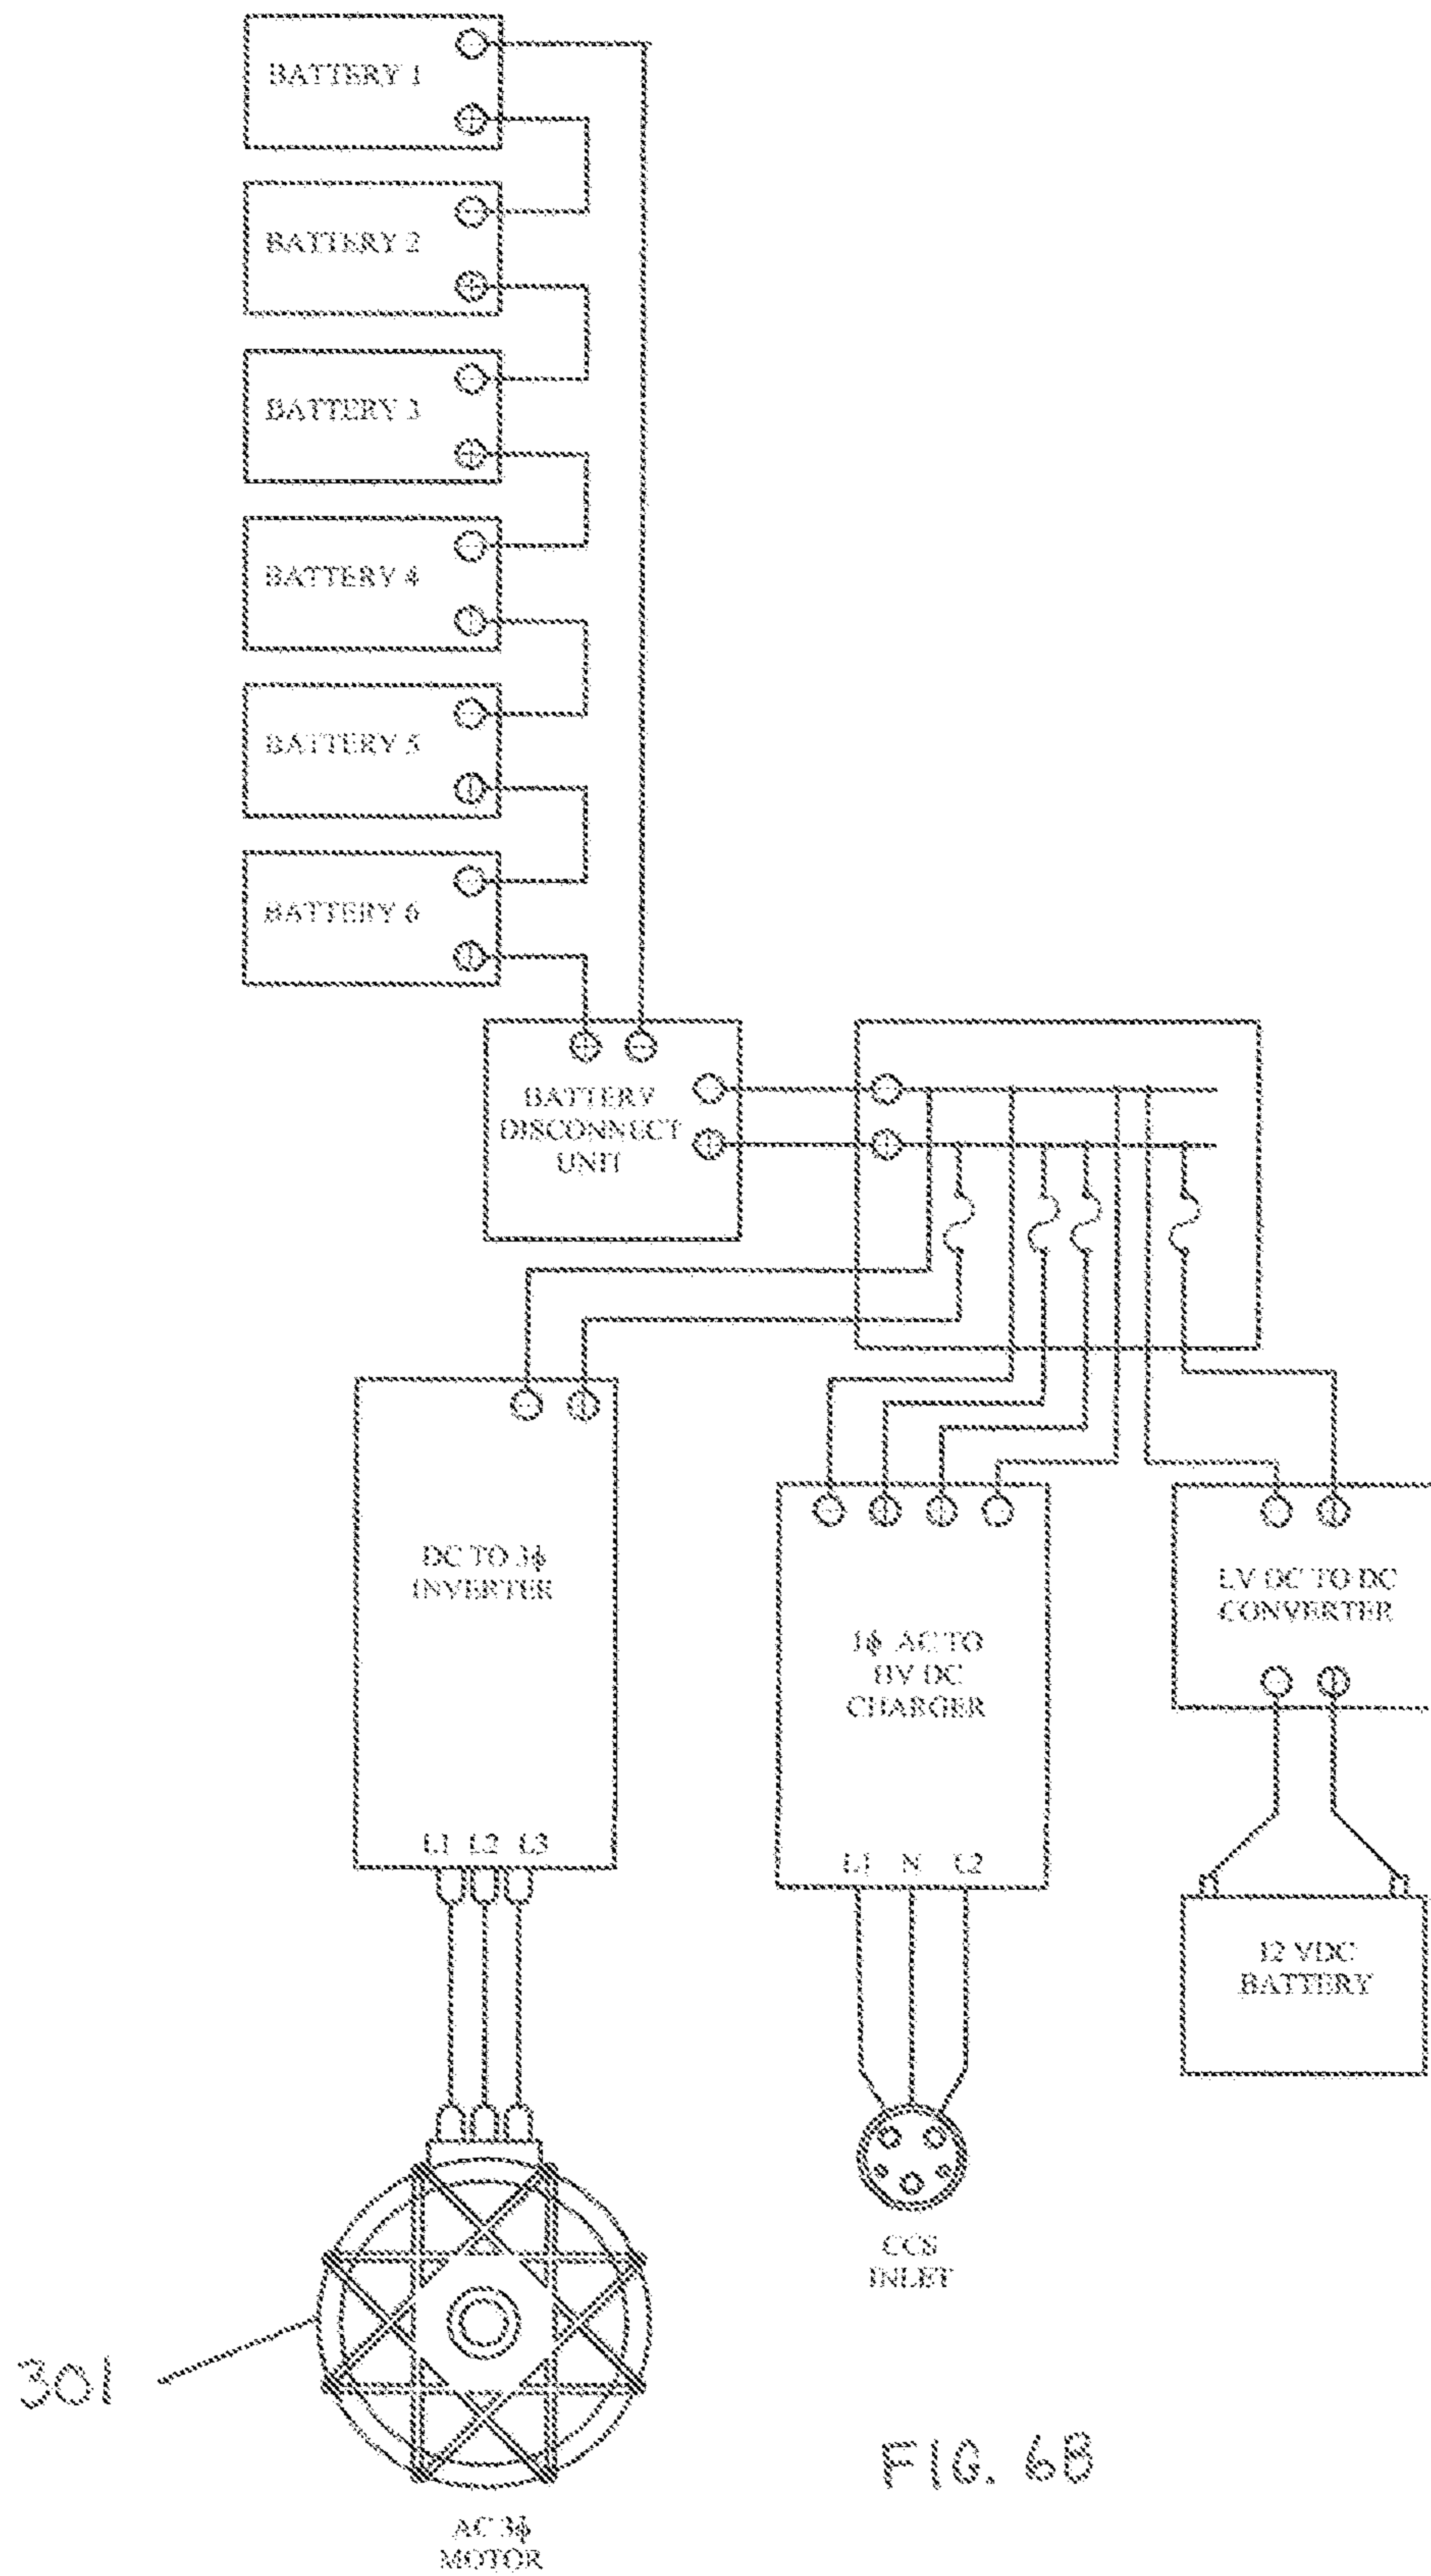 BATTERY 1
BATTERY 2
BATTERY 3
BATTERY 4
BATTERY 5
BATTERY 6
BATTERY
DISCONNECT
UNIT
DC TO 3ϕ
INVERTER
L1 L2 L3
1ϕ AC TO
HV DC
CHARGER
L1 N L2
LV DC TO DC
CONVERTER
12 VDC
BATTERY
CCS
INLET
301
AC 3ϕ
MOTOR
FIG. 6B